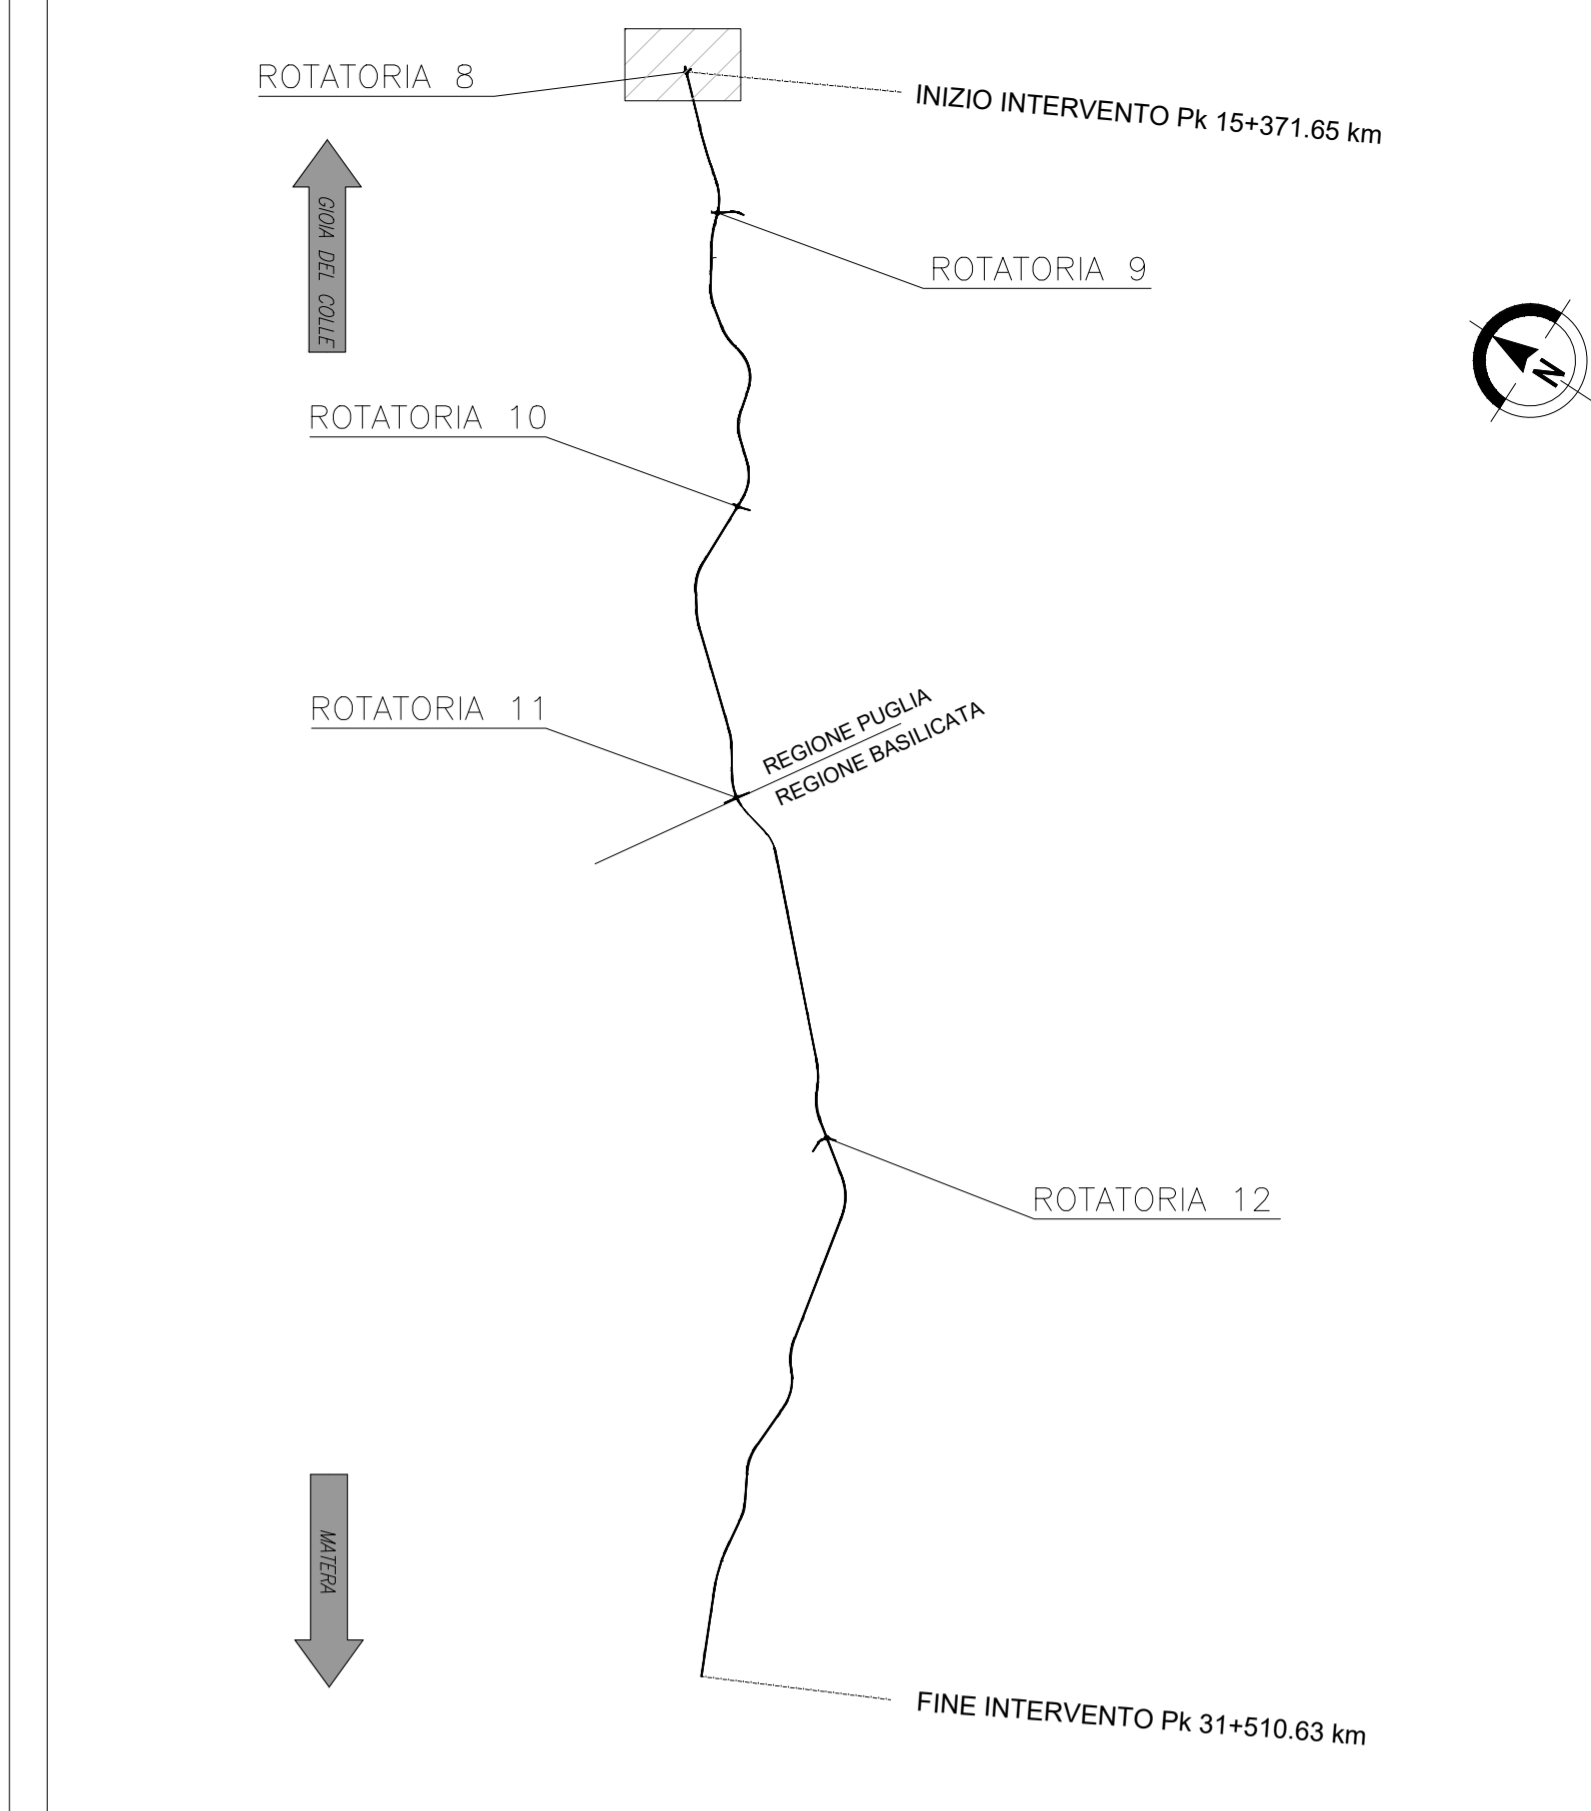 ROTATORIA 8
INIZIO INTERVENTO Pk 15+371.65 km
GIOIA DEL COLLE
ROTATORIA 9
N
ROTATORIA 10
ROTATORIA 11
REGIONE PUGLIA
REGIONE BASILICATA
ROTATORIA 12
MATERA
FINE INTERVENTO Pk 31+510.63 km